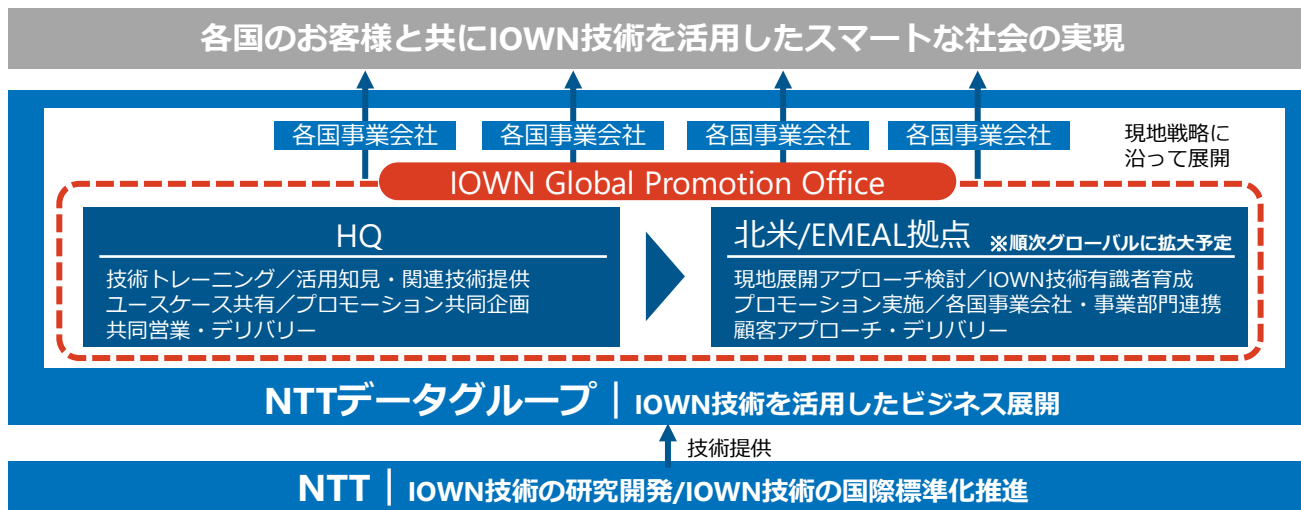 各国のお客様と共にIOWN技術を活用したスマートな社会の実現
各国事業会社
各国事業会社
各国事業会社
各国事業会社
現地戦略に
沿って展開
IOWN Global Promotion Office
HQ
技術トレーニング／活用知見・関連技術提供
ユースケース共有／プロモーション共同企画
共同営業・デリバリー
北米/EMEAL拠点 ※順次グローバルに拡大予定
現地展開アプローチ検討／IOWN技術有識者育成
プロモーション実施／各国事業会社・事業部門連携
顧客アプローチ・デリバリー
NTTデータグループ｜IOWN技術を活用したビジネス展開
技術提供
NTT｜IOWN技術の研究開発/IOWN技術の国際標準化推進